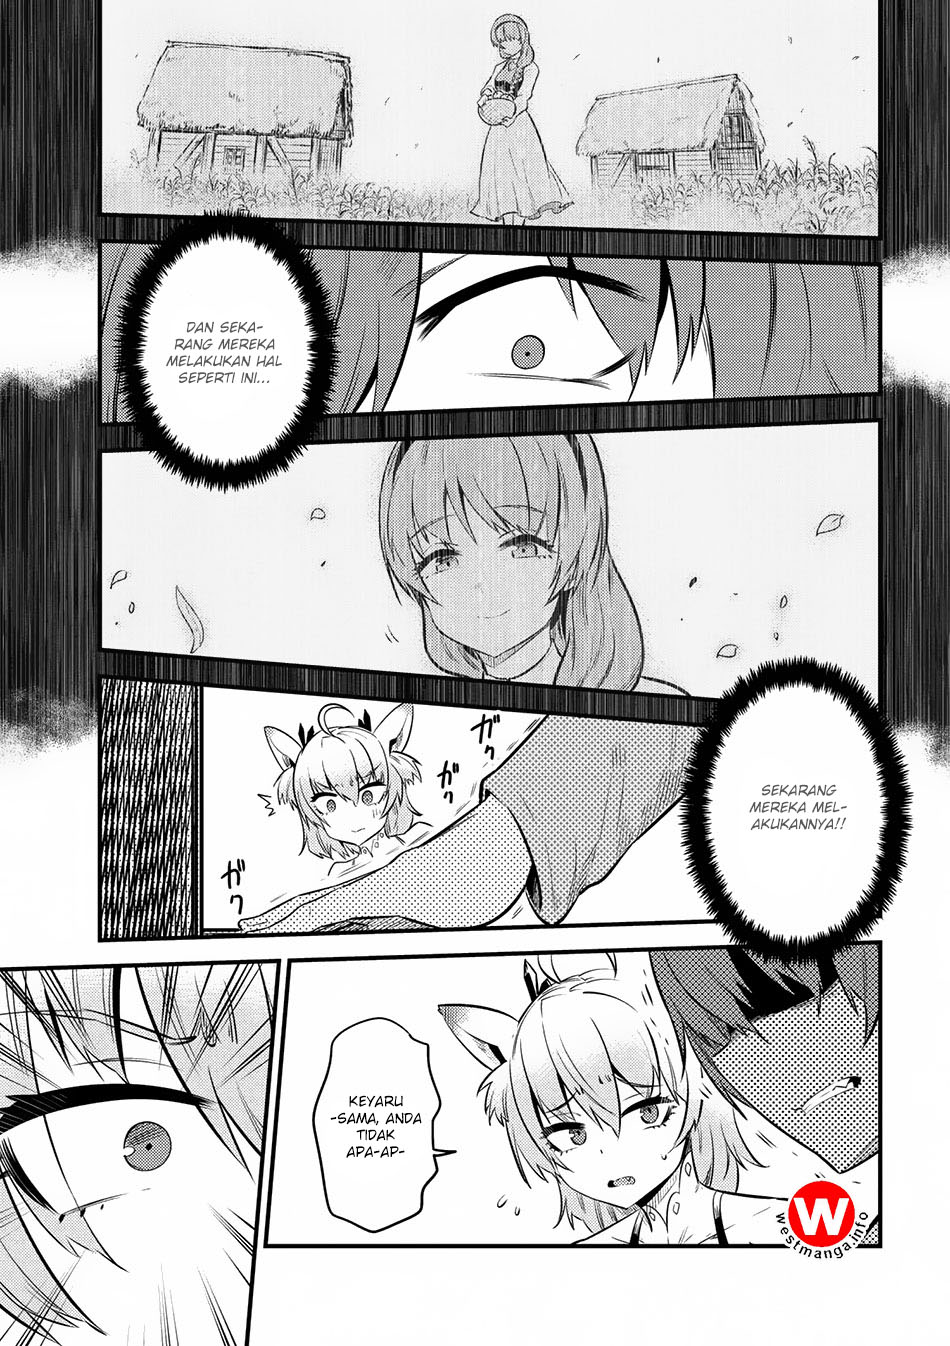 DAN SEKA-
RANG MEREKA
MELAKUKAN HAL
SEPERTI INI...
SEKARANG
MEREKA MEL-
AKUKANNYA!!
ガク
ガク
ガク
KEYARU
-SAMA, ANDA
TIDAK
APA-AP-
W
westmanga.info